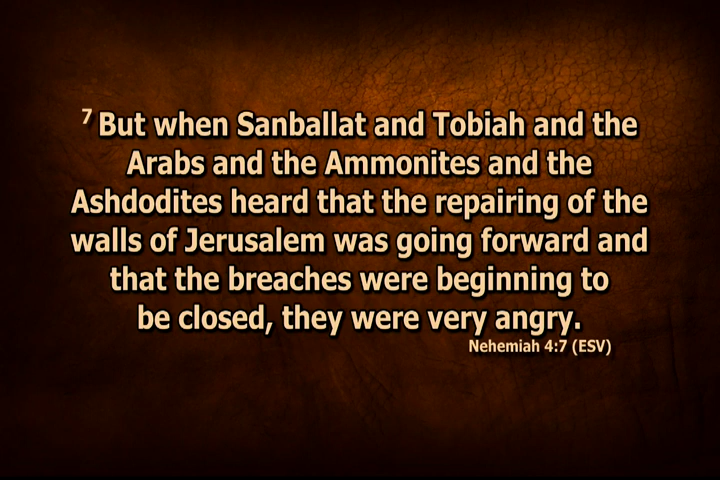 7 But when Sanballat and Tobiah and the
Arabs and the Ammonites and the
Ashdodites heard that the repairing of the
walls of Jerusalem was going forward and
that the breaches were beginning to
be closed, they were very angry.
Nehemiah 4:7 (ESV)